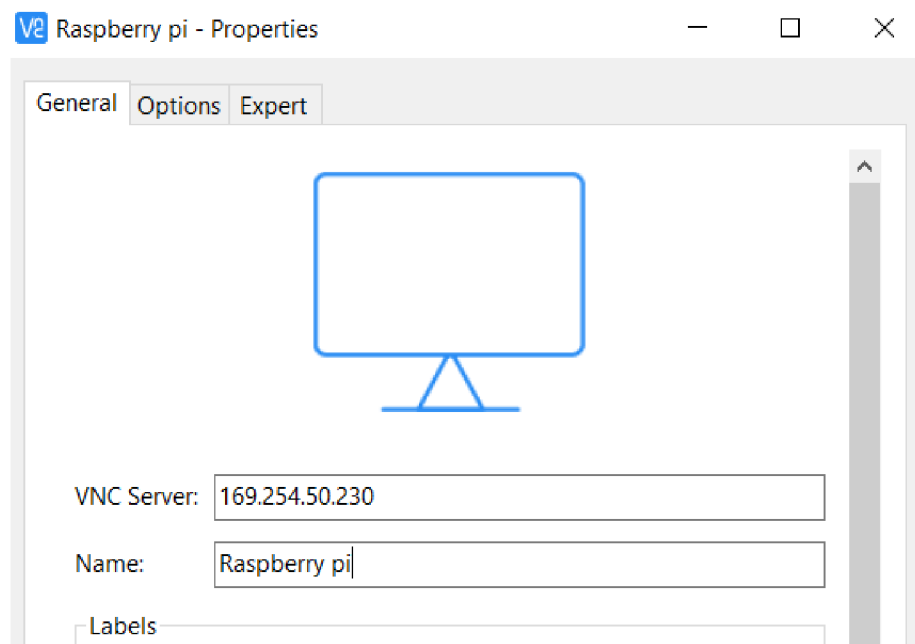 V2 Raspberry pi - Properties
General Options Expert
VNC Server: 169.254.50.230
Name: Raspberry pi
Labels